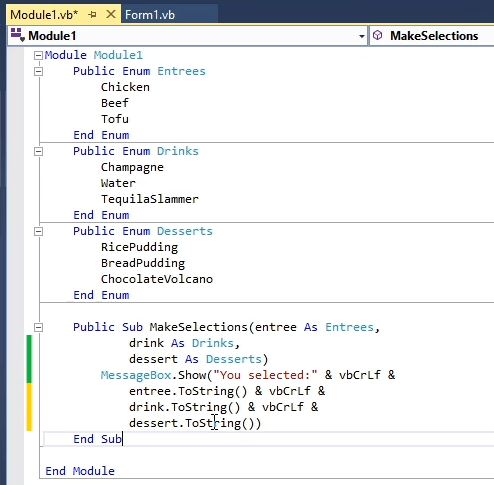 Module1.vb* Form1.vb
Module1 MakeSelections
Module Module1
Public Enum Entrees
Chicken
Beef
Tofu
End Enum
Public Enum Drinks
Champagne
Water
TequilaSlammer
End Enum
Public Enum Desserts
RicePudding
BreadPudding
ChocolateVolcano
End Enum
Public Sub MakeSelections(entree As Entrees,
drink As Drinks,
dessert As Desserts)
MessageBox.Show("You selected:" & vbCrLf &
entree.ToString() & vbCrLf &
drink.ToString() & vbCrLf &
dessert.ToString())
End Sub
End Module